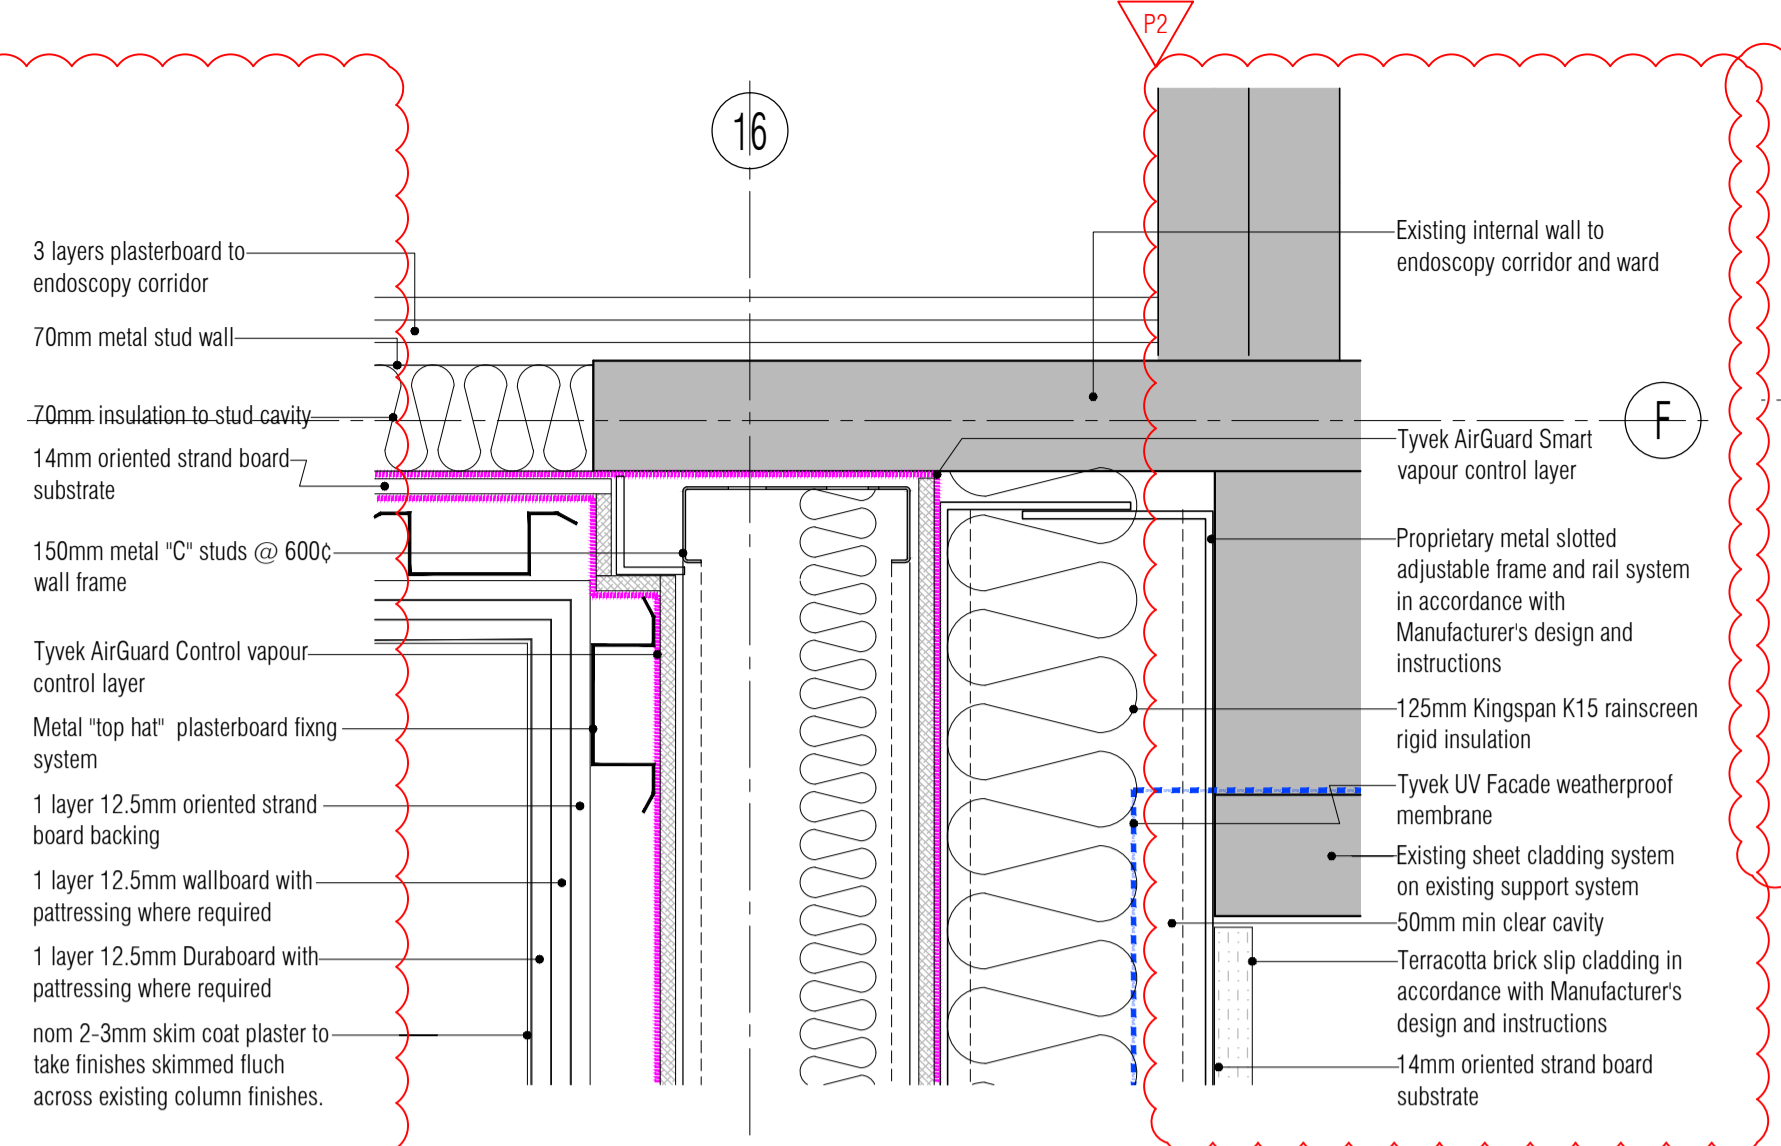 P2
16
3 layers plasterboard to
endoscopy corridor
70mm metal stud wall
70mm insulation to stud cavity
14mm oriented strand board
substrate
150mm metal "C" studs @ 600¢
wall frame
Tyvek AirGuard Control vapour
control layer
Metal "top hat" plasterboard fixng
system
1 layer 12.5mm oriented strand
board backing
1 layer 12.5mm wallboard with
pattressing where required
1 layer 12.5mm Duraboard with
pattressing where required
nom 2-3mm skim coat plaster to
take finishes skimmed fluch
across existing column finishes.
Existing internal wall to
endoscopy corridor and ward
F
Tyvek AirGuard Smart
vapour control layer
Proprietary metal slotted
adjustable frame and rail system
in accordance with
Manufacturer's design and
instructions
125mm Kingspan K15 rainscreen
rigid insulation
Tyvek UV Facade weatherproof
membrane
Existing sheet cladding system
on existing support system
50mm min clear cavity
Terracotta brick slip cladding in
accordance with Manufacturer's
design and instructions
14mm oriented strand board
substrate